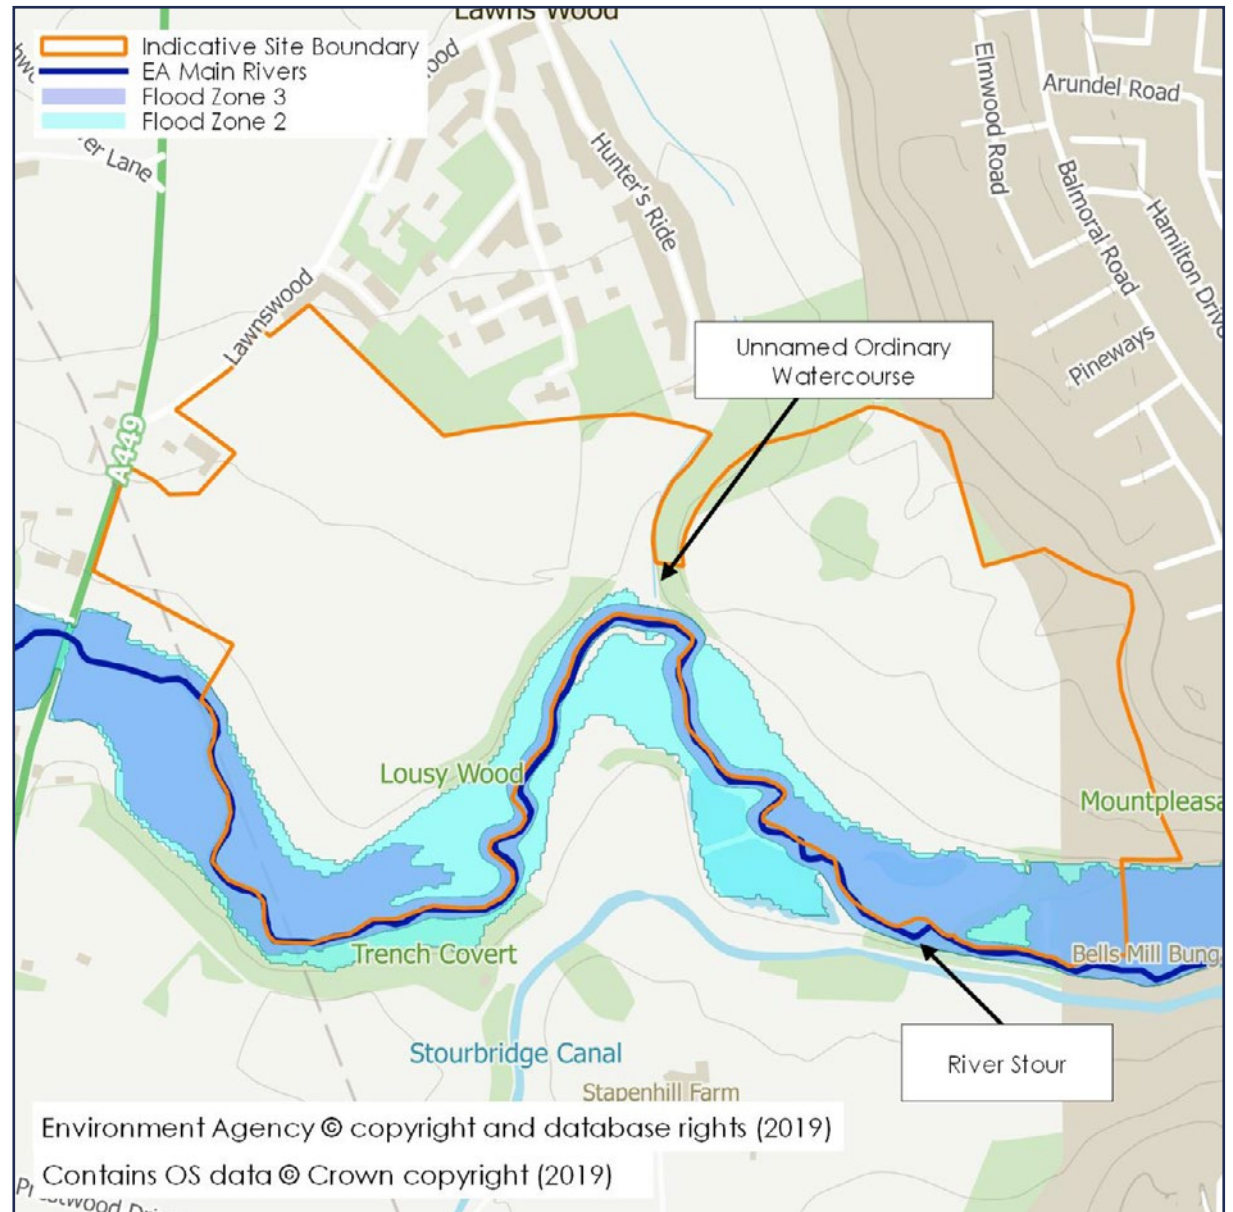 Lawns Wood
Indicative Site Boundary
EA Main Rivers
Flood Zone 3
Flood Zone 2
er Lane
ood
Hunter's Ride
Elmwood Road
Arundel Road
Balmoral Road
Hamilton Drive
Pineways
Lawnswood
A449
Unnamed Ordinary
Watercourse
Lousy Wood
Mountpleasa
Trench Covert
Bells Mill Bung
River Stour
Stourbridge Canal
Stapenhill Farm
Environment Agency © copyright and database rights (2019)
Contains OS data © Crown copyright (2019)